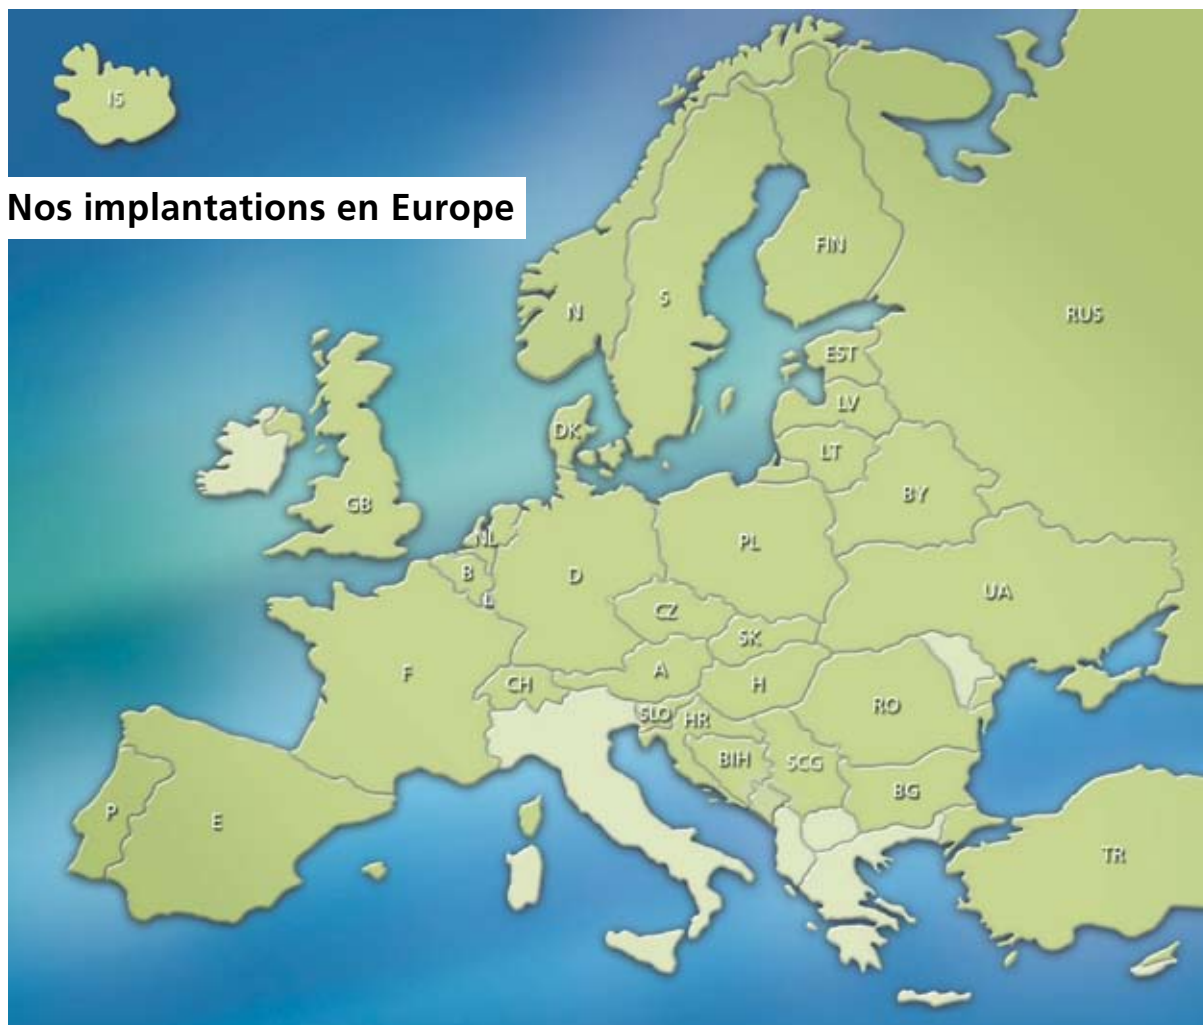 IS
Nos implantations en Europe
FIN
N
S
RUS
EST
LV
DK
LT
BY
GB
NL
PL
B
D
L
UA
CZ
SK
F
A
CH
H
RO
SLO
HR
BIH
SCG
BG
P
E
TR